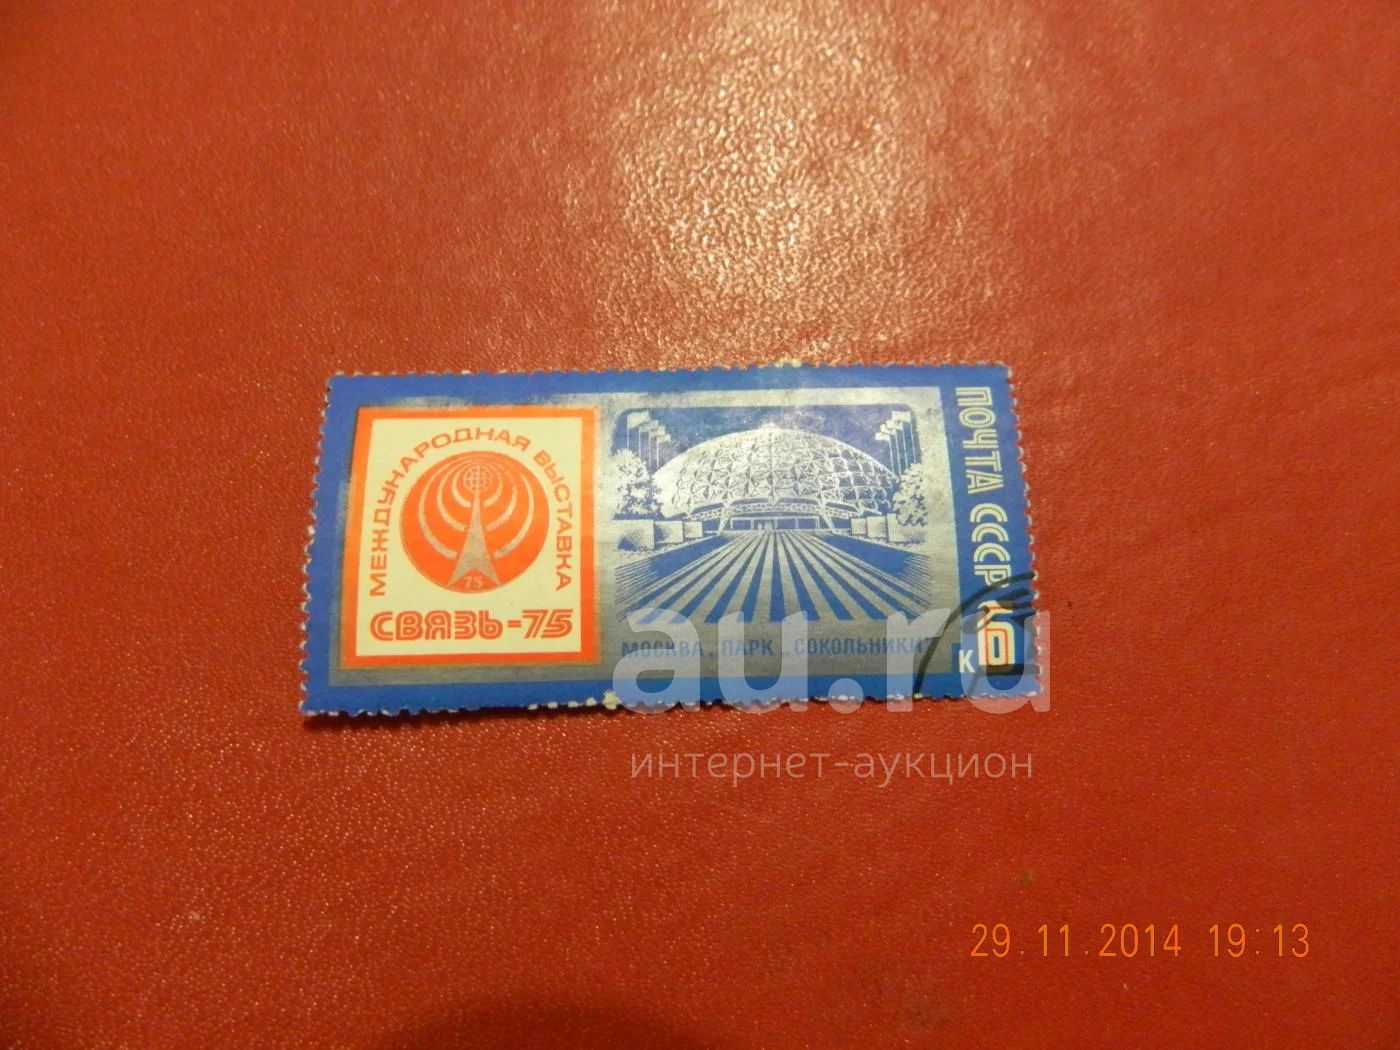 МЕЖДУНАРОДНАЯ ВЫСТАВКА
75
СВЯЗЬ-75
МОСКВА, ПАРК „СОКОЛЬНИКИ"
ПОЧТА СССР
К
au.ru
интернет-аукцион
29.11.2014 19:13